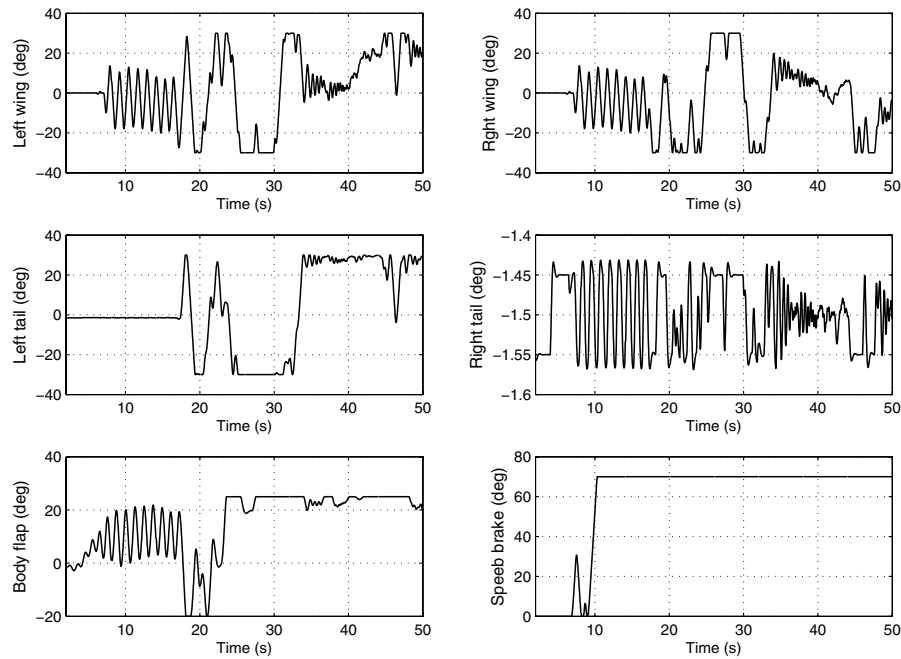 40
20
0
−20
−40
Left wing (deg)
10 20 30 40 50
Time (s)
40
20
0
−20
−40
Rght wing (deg)
10 20 30 40 50
Time (s)
40
20
0
−20
−40
Left tail (deg)
10 20 30 40 50
Time (s)
−1.4
−1.45
−1.5
−1.55
−1.6
Right tail (deg)
10 20 30 40 50
Time (s)
40
20
0
−20
Body flap (deg)
10 20 30 40 50
Time (s)
80
60
40
20
0
Speeb brake (deg)
10 20 30 40 50
Time (s)